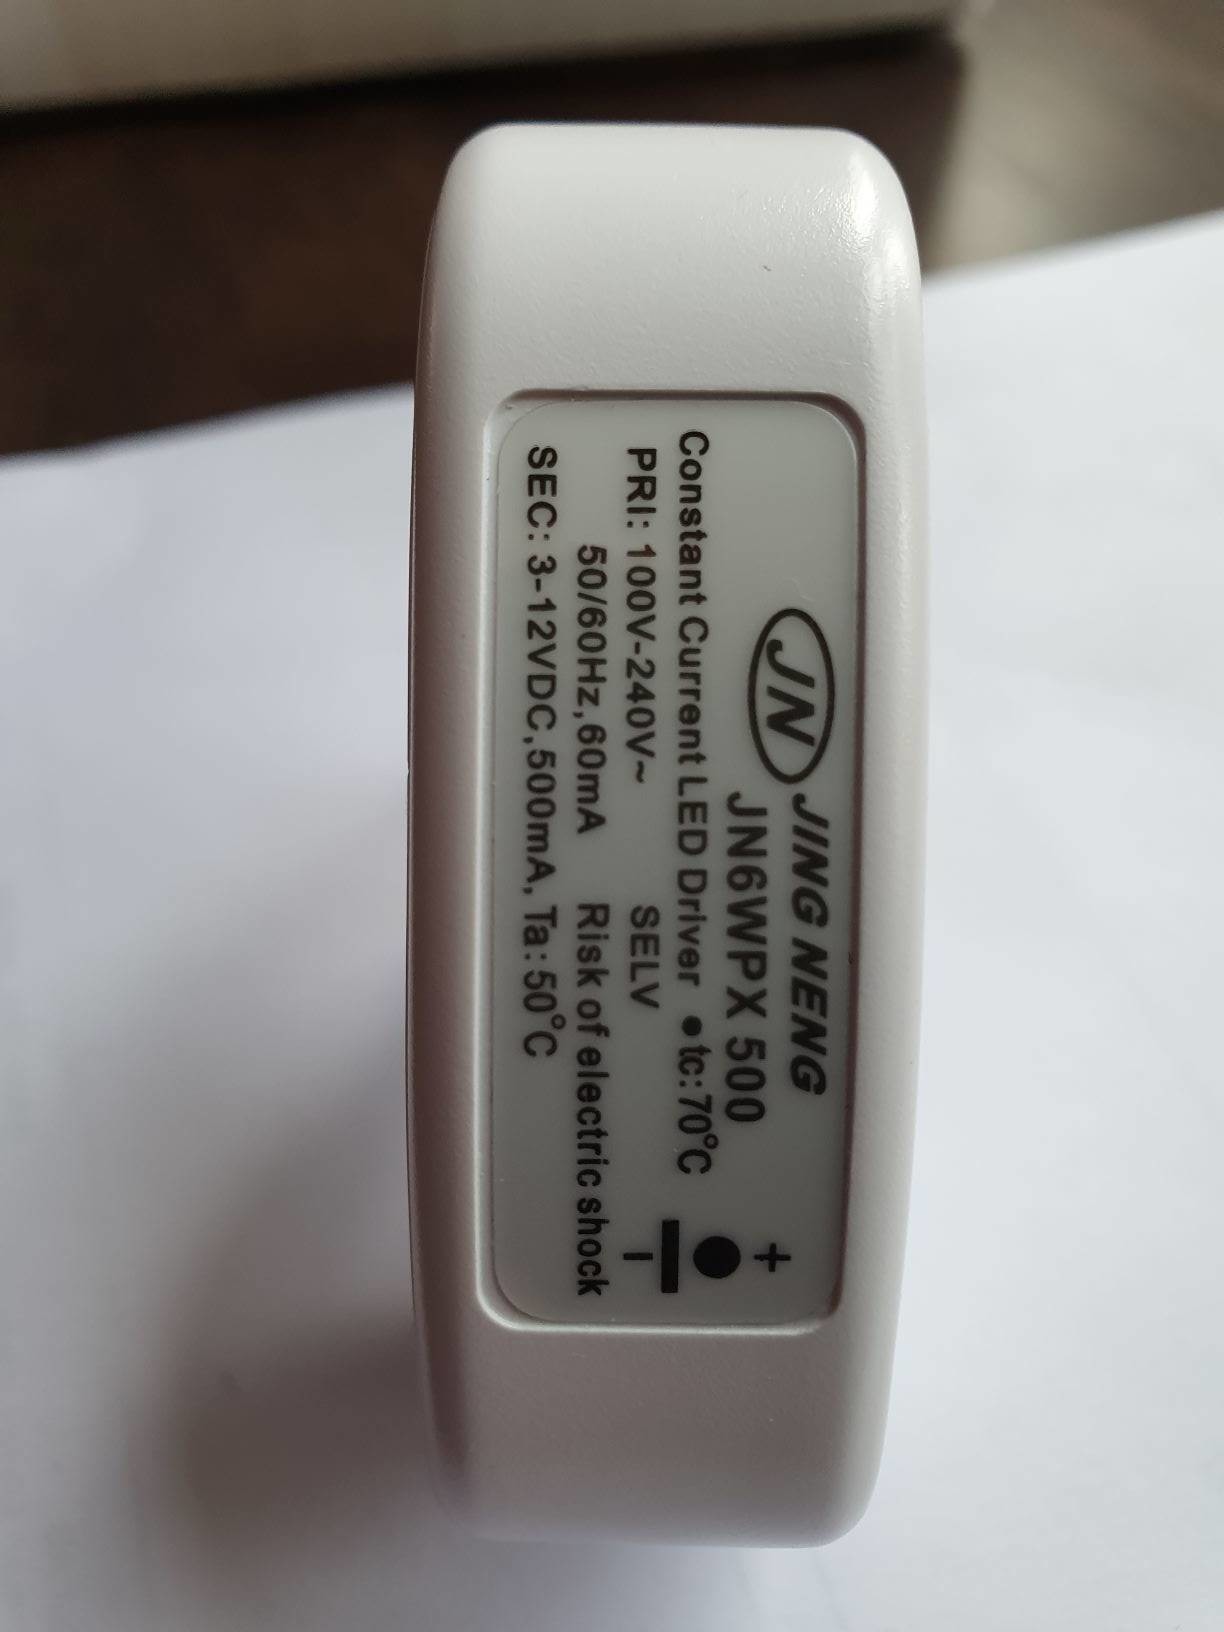 JN JING NENG
JN6WPX 500
Constant Current LED Driver ●tc:70°C
PRI: 100V-240V~ SELV
50/60Hz,60mA Risk of electric shock
SEC: 3-12VDC,500mA, Ta:50°C
+
-